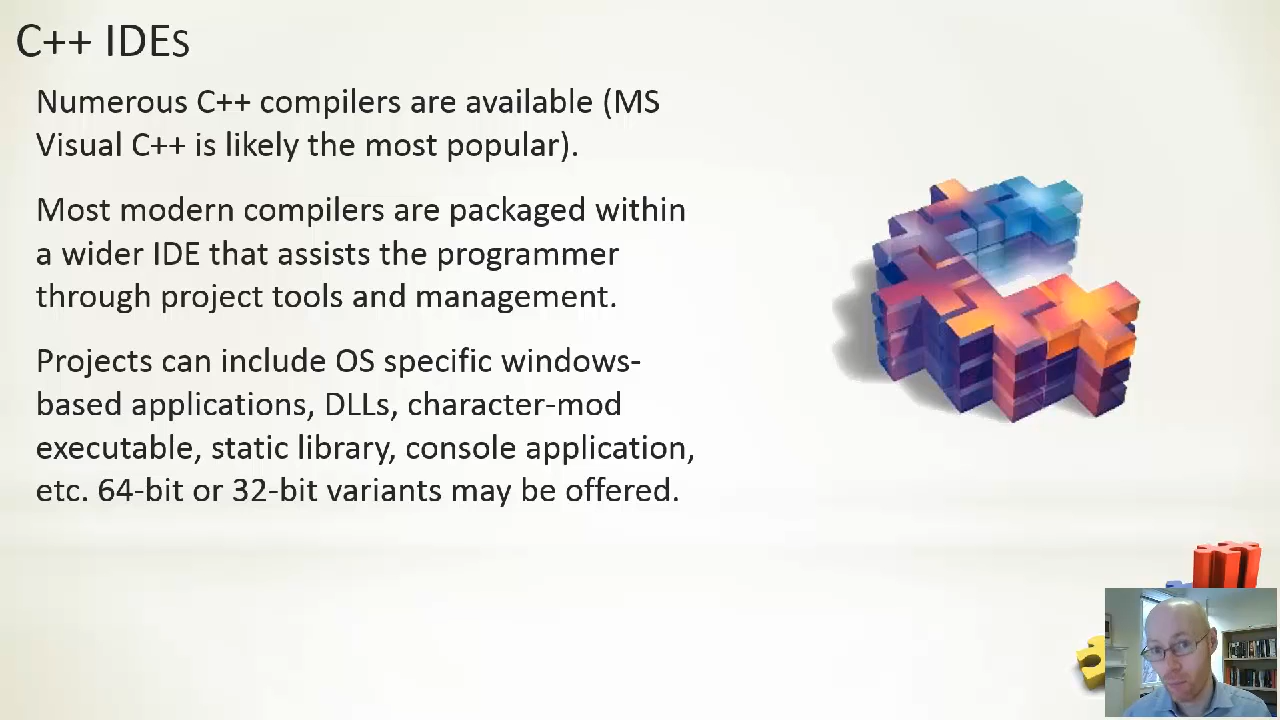 C++ IDEs
Numerous C++ compilers are available (MS
Visual C++ is likely the most popular).
Most modern compilers are packaged within
a wider IDE that assists the programmer
through project tools and management.
Projects can include OS specific windows-
based applications, DLLs, character-mod
executable, static library, console application,
etc. 64-bit or 32-bit variants may be offered.